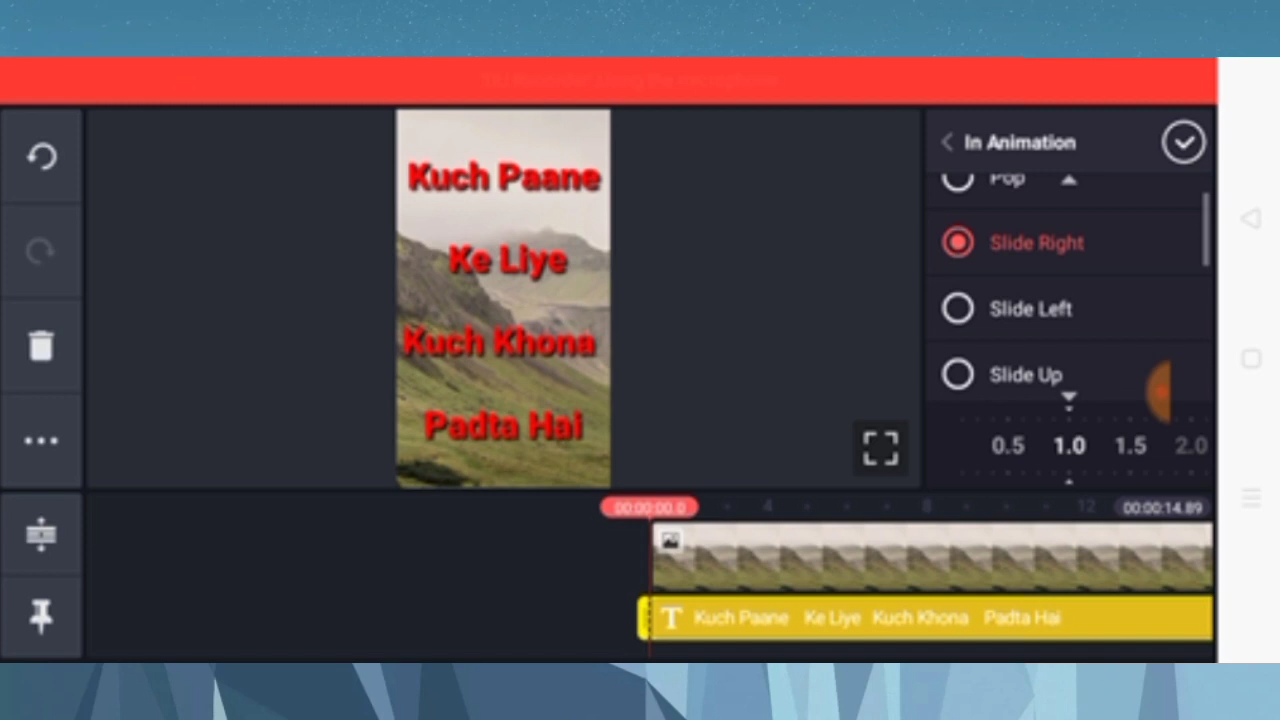 In Animation
Pop
Slide Right
Slide Left
Slide Up
0.5 1.0 1.5 2.0
Kuch Paane
Ke Liye
Kuch Khona
Padta Hai
00:00:00.0 4 8 12 00:00:14.89
T Kuch Paane Ke Liye Kuch Khona Padta Hai